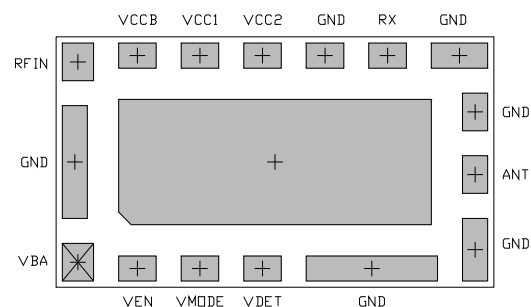 VCCB VCC1 VCC2 GND RX GND
RFIN
GND
GND
ANT
GND
VBA
VEN VMODE VDET GND